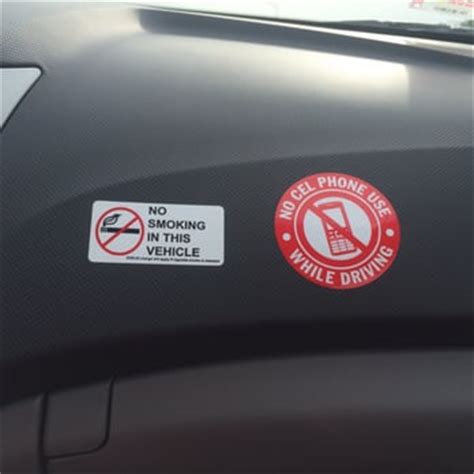 NO
SMOKING
IN THIS
VEHICLE
NO CEL PHONE USE
WHILE DRIVING